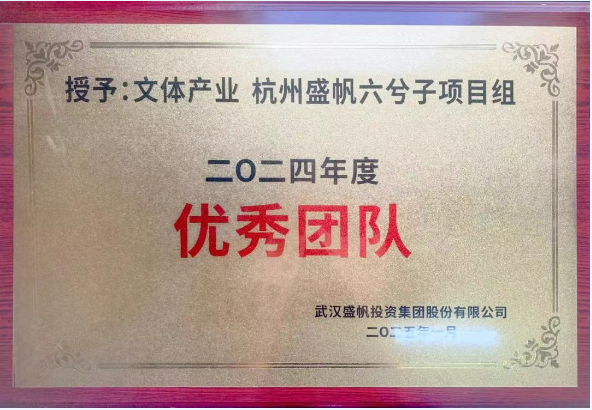 授予:文体产业 杭州盛帆六兮子项目组
二〇二四年度
优秀团队
武汉盛帆投资集团股份有限公司
二〇二五年一月